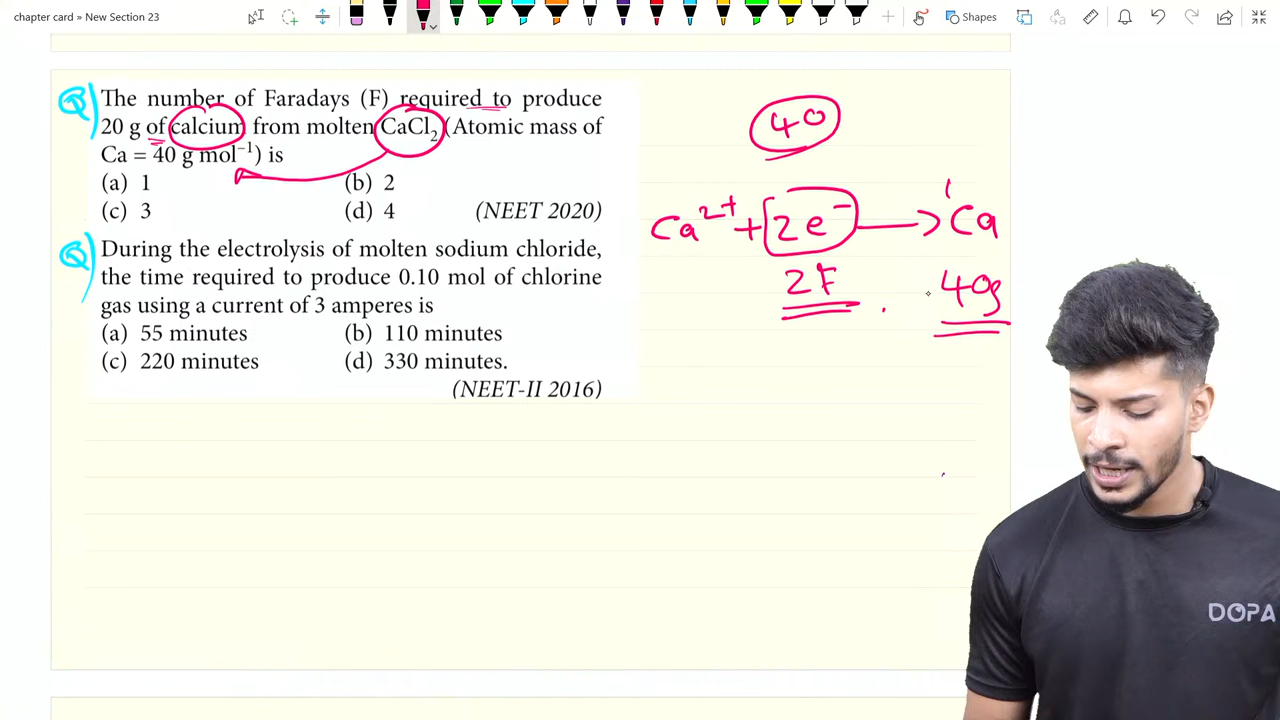 chapter card » New Section 23
Shapes
Q) The number of Faradays (F) required to produce
20 g of calcium from molten CaCl₂ (Atomic mass of
Ca = 40 g mol⁻¹) is
(a) 1 (b) 2
(c) 3 (d) 4 (NEET 2020)
Q) During the electrolysis of molten sodium chloride,
the time required to produce 0.10 mol of chlorine
gas using a current of 3 amperes is
(a) 55 minutes (b) 110 minutes
(c) 220 minutes (d) 330 minutes.
(NEET-II 2016)
40
Ca²⁺ + 2e⁻ → 1Ca
2F 40g
DOPA